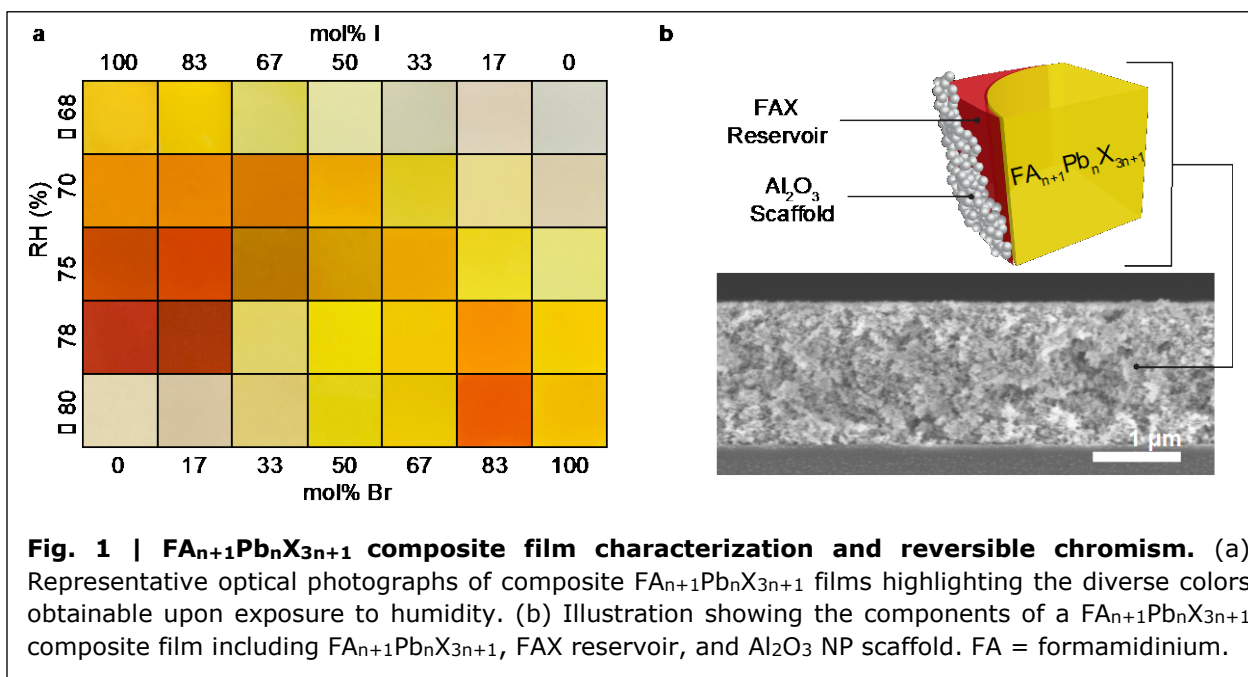 a
mol% I
100 83 67 50 33 17 0
RH (%)
□ 68
70
75
78
□ 80
0 17 33 50 67 83 100
mol% Br
b
FAX
Reservoir
Al₂O₃
Scaffold
FAₙ₊₁PbₙX₃ₙ₊₁
1 µm
Fig. 1 | FAₙ₊₁PbₙX₃ₙ₊₁ composite film characterization and reversible chromism. (a)
Representative optical photographs of composite FAₙ₊₁PbₙX₃ₙ₊₁ films highlighting the diverse colors
obtainable upon exposure to humidity. (b) Illustration showing the components of a FAₙ₊₁PbₙX₃ₙ₊₁
composite film including FAₙ₊₁PbₙX₃ₙ₊₁, FAX reservoir, and Al₂O₃ NP scaffold. FA = formamidinium.